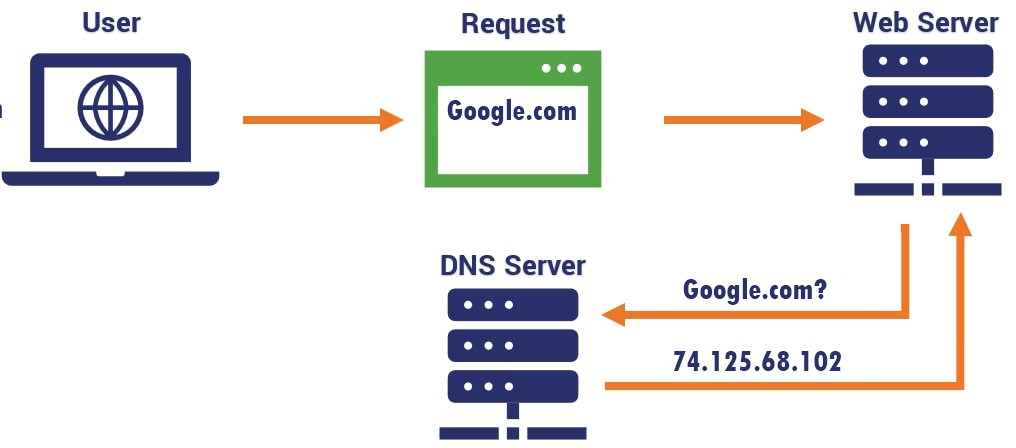 User
Request
Web Server
Google.com
DNS Server
Google.com?
74.125.68.102